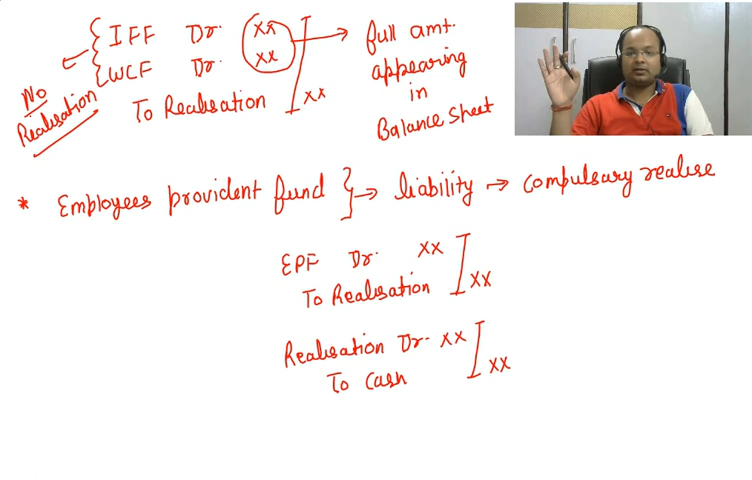 IFF Dr. xx
WCF Dr. xx
To Realisation xx
No
Realisation
full amt.
appearing
in
Balance Sheet
* Employees provident fund } → liability → compulsary realise
EPF Dr. xx
To Realisation xx
Realisation Dr. xx
To Cash xx